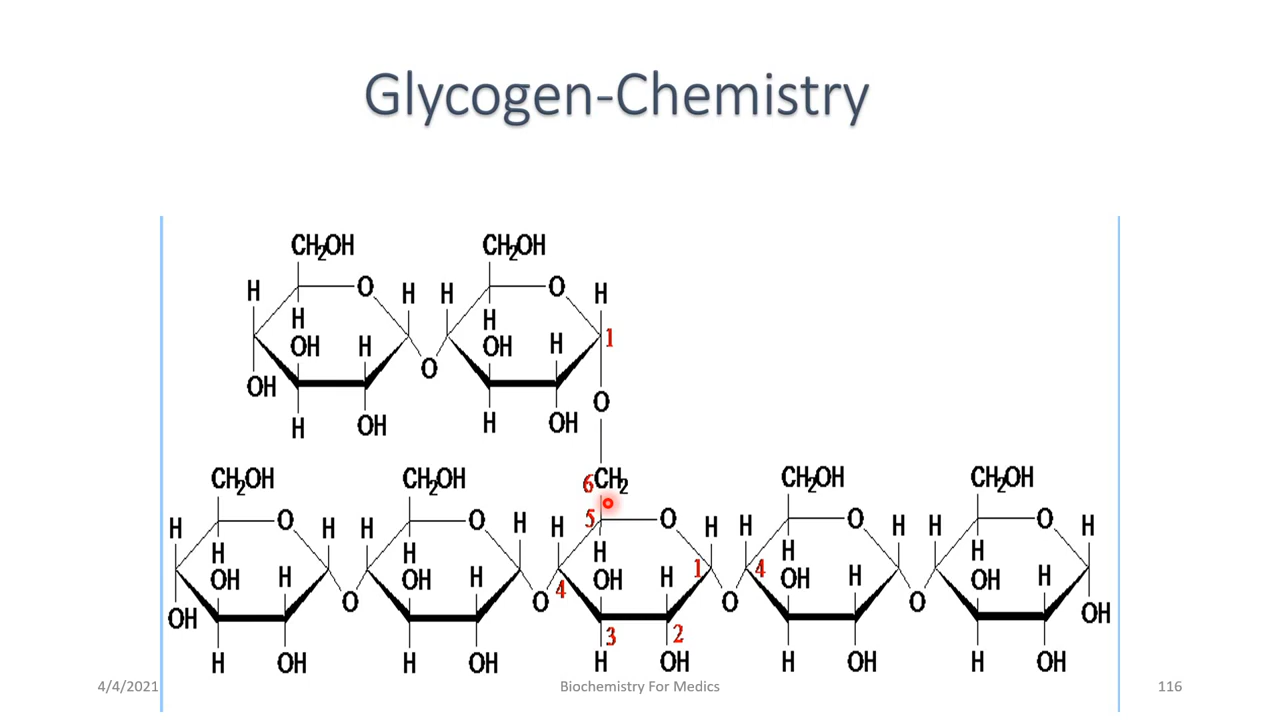 Glycogen-Chemistry
CH2OH CH2OH
H O H H O H
H H
OH H OH H 1
O
OH O
H OH H OH
6CH2
CH2OH CH2OH CH2OH CH2OH
5
H O H H O H H O H H O H H O H
H H H H H
OH H OH H OH H 1 4 OH H OH H
4
O O O O
OH OH
3 2
H OH H OH H OH H OH H OH
4/4/2021 Biochemistry For Medics 116